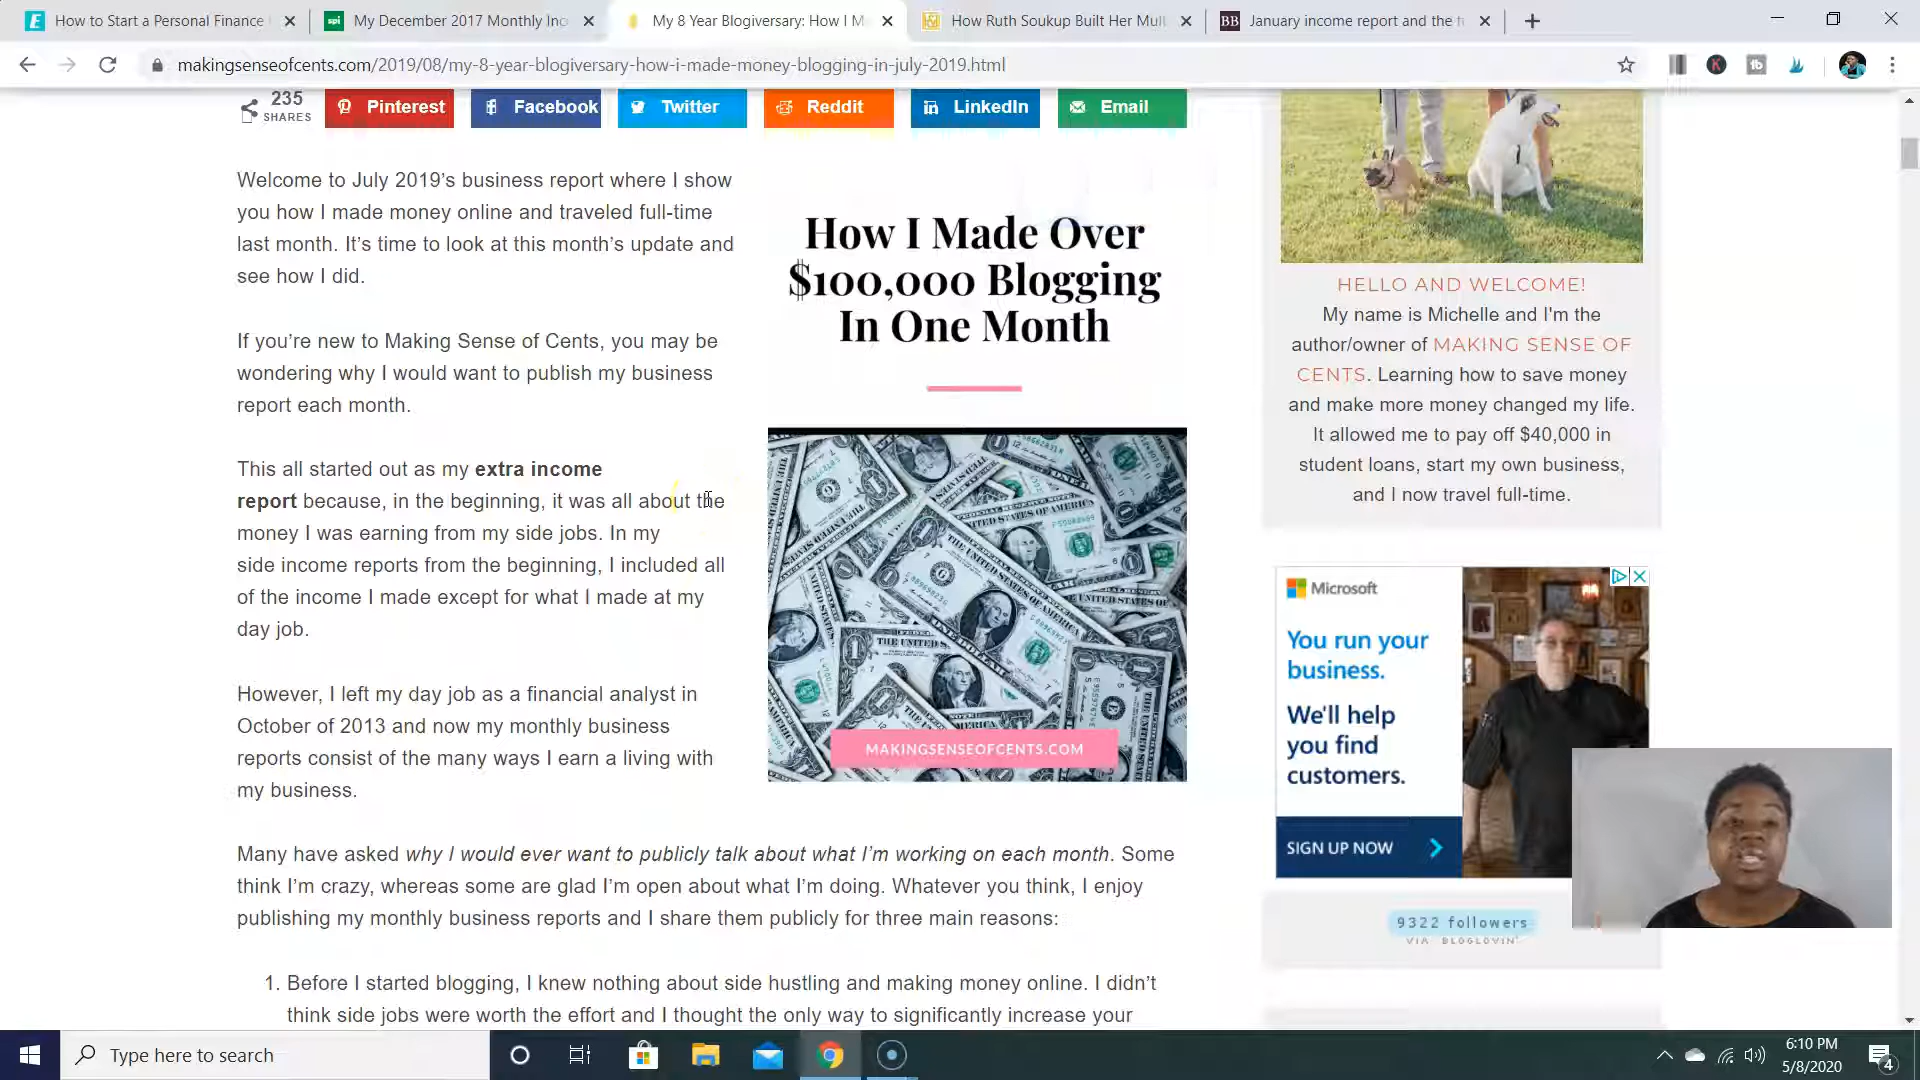 How to Start a Personal Finance
My December 2017 Monthly Inc
My 8 Year Blogiversary: How I M
How Ruth Soukup Built Her Mult
BB January income report and the f
makingsenseofcents.com/2019/08/my-8-year-blogiversary-how-i-made-money-blogging-in-july-2019.html
235
SHARES
Pinterest
Facebook
Twitter
Reddit
LinkedIn
Email
Welcome to July 2019’s business report where I show
you how I made money online and traveled full-time
last month. It’s time to look at this month’s update and
see how I did.
If you’re new to Making Sense of Cents, you may be
wondering why I would want to publish my business
report each month.
This all started out as my extra income
report because, in the beginning, it was all about the
money I was earning from my side jobs. In my
side income reports from the beginning, I included all
of the income I made except for what I made at my
day job.
However, I left my day job as a financial analyst in
October of 2013 and now my monthly business
reports consist of the many ways I earn a living with
my business.
How I Made Over
$100,000 Blogging
In One Month
MAKINGSENSEOFCENTS.COM
Many have asked why I would ever want to publicly talk about what I’m working on each month. Some
think I’m crazy, whereas some are glad I’m open about what I’m doing. Whatever you think, I enjoy
publishing my monthly business reports and I share them publicly for three main reasons:
1. Before I started blogging, I knew nothing about side hustling and making money online. I didn’t
think side jobs were worth the effort and I thought the only way to significantly increase your
HELLO AND WELCOME!
My name is Michelle and I'm the
author/owner of MAKING SENSE OF
CENTS. Learning how to save money
and make more money changed my life.
It allowed me to pay off $40,000 in
student loans, start my own business,
and I now travel full-time.
Microsoft
You run your
business.
We'll help
you find
customers.
SIGN UP NOW
9322 followers
VIA BLOGLOVIN'
Type here to search
6:10 PM
5/8/2020
4